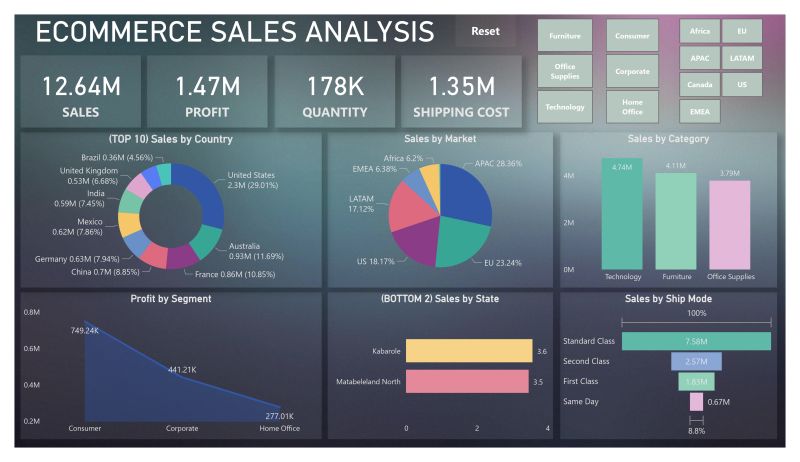 ECOMMERCE SALES ANALYSIS
Reset
Furniture
Consumer
Africa
EU
Office
Supplies
Corporate
APAC
LATAM
Canada
US
Technology
Home
Office
EMEA
12.64M
SALES
1.47M
PROFIT
178K
QUANTITY
1.35M
SHIPPING COST
(TOP 10) Sales by Country
Brazil 0.36M (4.56%)
United Kingdom
0.53M (6.68%)
India
0.59M (7.45%)
Mexico
0.62M (7.86%)
Germany 0.63M (7.94%)
China 0.7M (8.85%)
France 0.86M (10.85%)
Australia
0.93M (11.69%)
United States
2.3M (29.01%)
Sales by Market
Africa 6.2%
EMEA 6.38%
LATAM
17.12%
US 18.17%
EU 23.24%
APAC 28.36%
Sales by Category
4M
2M
0M
4.74M
4.11M
3.79M
Technology
Furniture
Office Supplies
Profit by Segment
0.8M
0.6M
0.4M
0.2M
749.24K
441.21K
277.01K
Consumer
Corporate
Home Office
(BOTTOM 2) Sales by State
Kabarole
3.6
Matabeleland North
3.5
0
2
4
Sales by Ship Mode
100%
Standard Class
7.58M
Second Class
2.57M
First Class
1.83M
Same Day
0.67M
8.8%